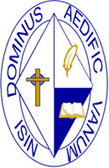 NISI DOMINUS AEDIFIC VANUM